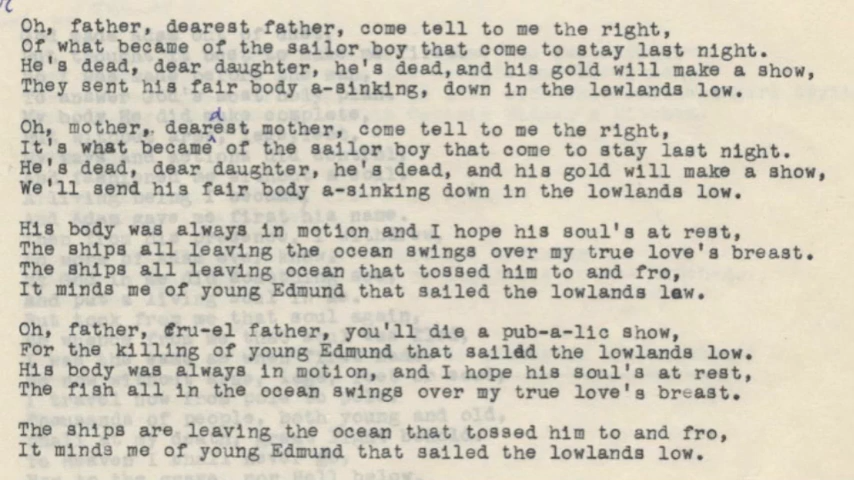 Oh, father, dearest father, come tell to me the right,
Of what became of the sailor boy that come to stay last night.
He's dead, dear daughter, he's dead,and his gold will make a show,
They sent his fair body a-sinking, down in the lowlands low.
Oh, mother, dearest mother, come tell to me the right,
d
It's what became of the sailor boy that come to stay last night.
He's dead, dear daughter, he's dead, and his gold will make a show,
We'll send his fair body a-sinking down in the lowlands low.
His body was always in motion and I hope his soul's at rest,
The ships all leaving the ocean swings over my true love's breast.
The ships all leaving ocean that tossed him to and fro,
It minds me of young Edmund that sailed the lowlands low.
Oh, father, cru-el father, you'll die a pub-a-lic show,
For the killing of young Edmund that sailed the lowlands low.
His body was always in motion, and I hope his soul's at rest,
The fish all in the ocean swings over my true love's breast.
The ships are leaving the ocean that tossed him to and fro,
It minds me of young Edmund that sailed the lowlands low.